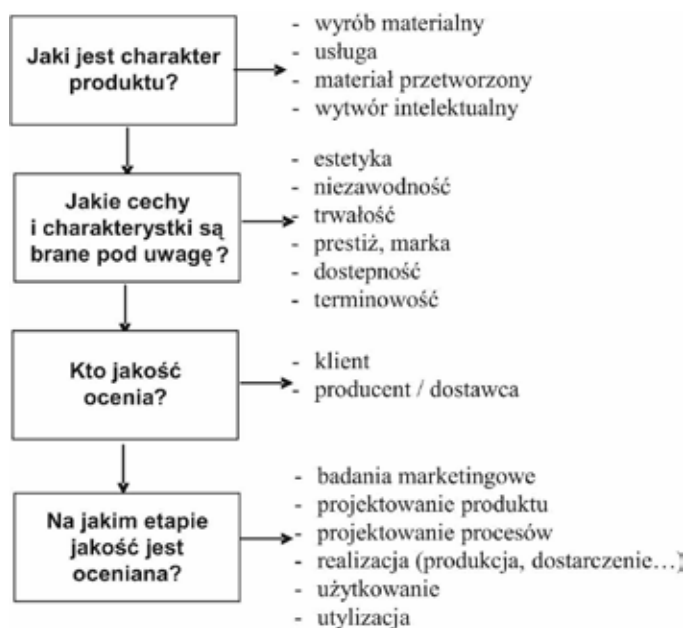 Jaki jest charakter
produktu?
- wyrób materialny
- usługa
- materiał przetworzony
- wytwór intelektualny
Jakie cechy
i charakterystki są
brane pod uwagę ?
- estetyka
- niezawodność
- trwałość
- prestiż, marka
- dostepność
- terminowość
Kto jakość
ocenia?
- klient
- producent / dostawca
Na jakim etapie
jakość jest
oceniana?
- badania marketingowe
- projektowanie produktu
- projektowanie procesów
- realizacja (produkcja, dostarczenie…)
- użytkowanie
- utylizacja